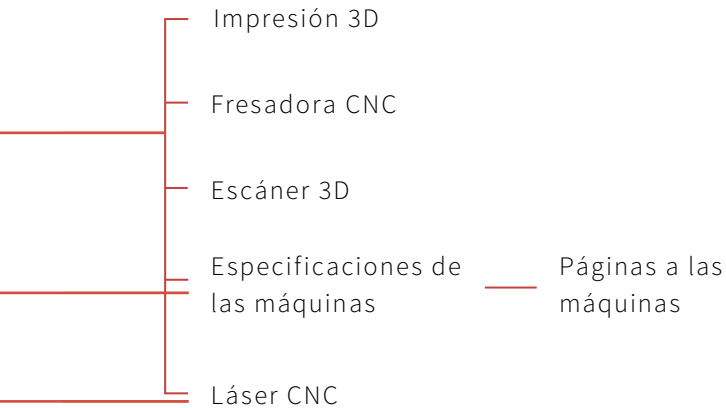 Impresión 3D
Fresadora CNC
Escáner 3D
Especificaciones de
las máquinas
Páginas a las
máquinas
Láser CNC